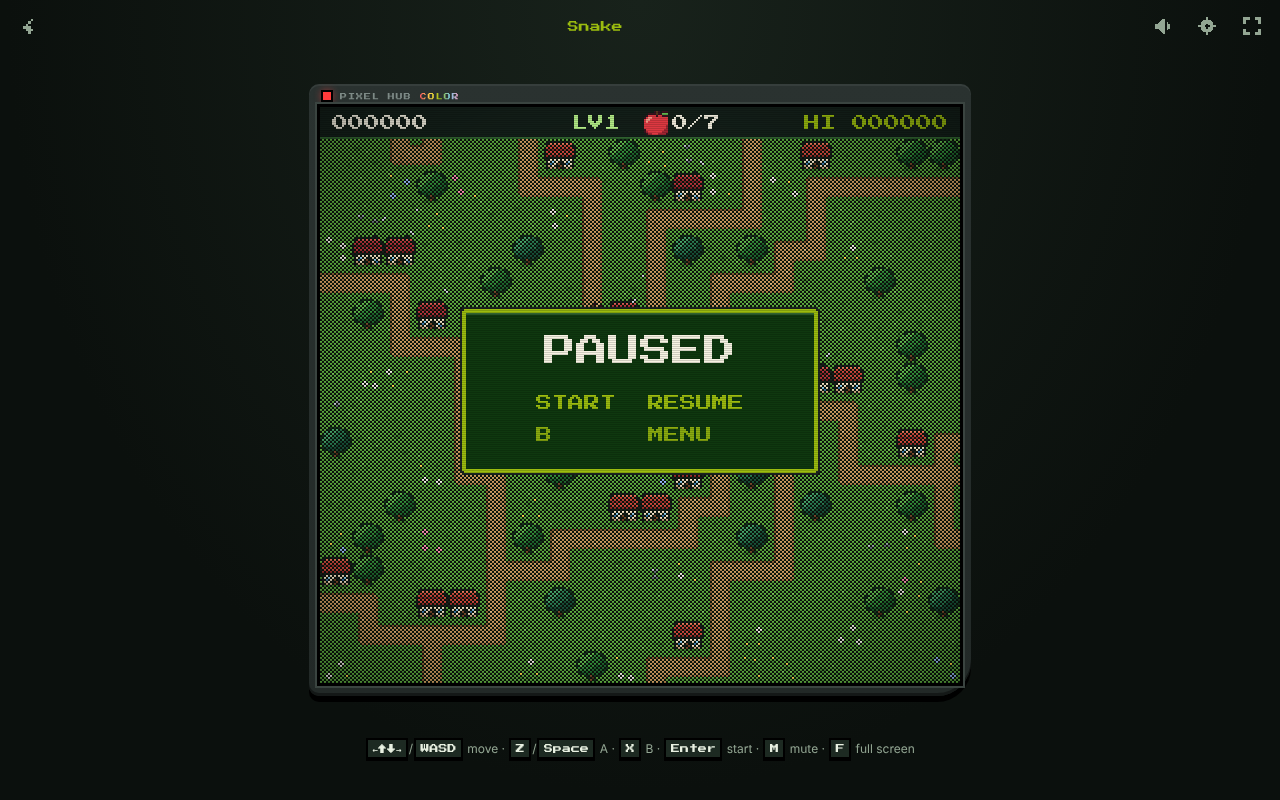 Snake
PIXEL HUB COLOR
000000 LV1 0/7 HI 000000
PAUSED
START RESUME
B MENU
←↑↓→/WASD move · Z/Space A · X B · Enter start · M mute · F full screen